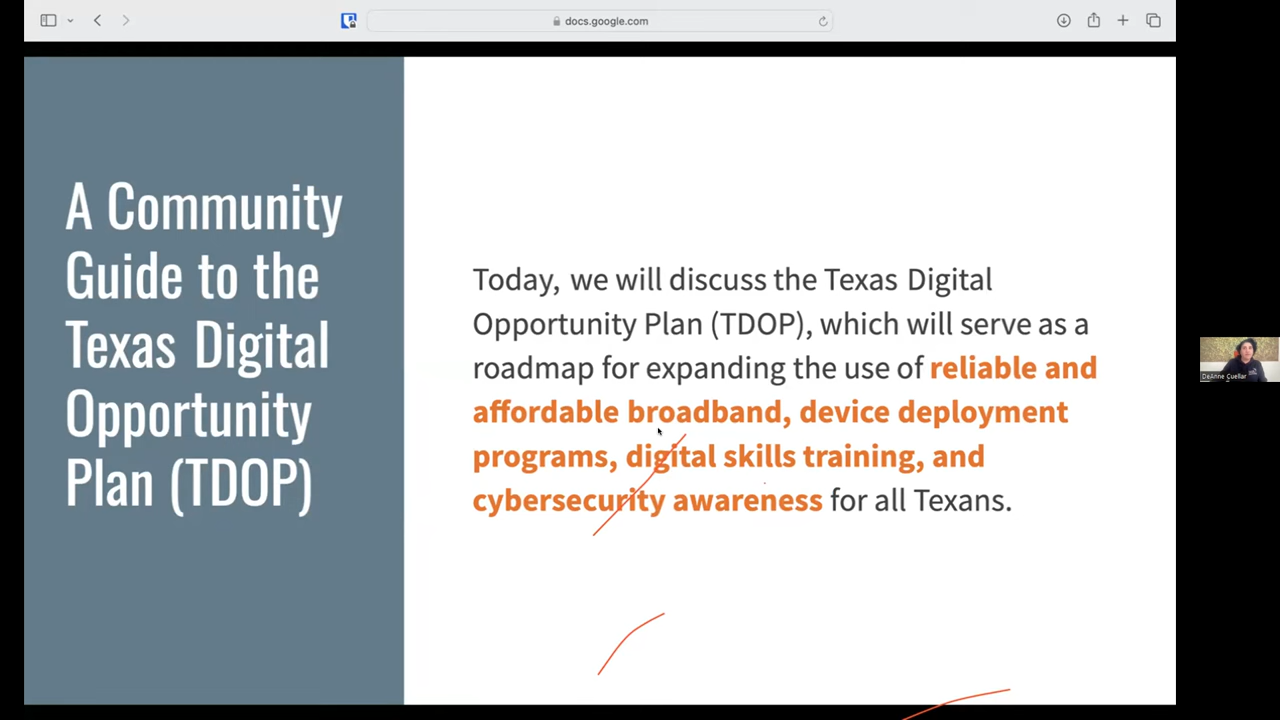 docs.google.com
A Community
Guide to the
Texas Digital
Opportunity
Plan (TDOP)
Today, we will discuss the Texas Digital
Opportunity Plan (TDOP), which will serve as a
roadmap for expanding the use of reliable and
affordable broadband, device deployment
programs, digital skills training, and
cybersecurity awareness for all Texans.
DeAnne Cuellar